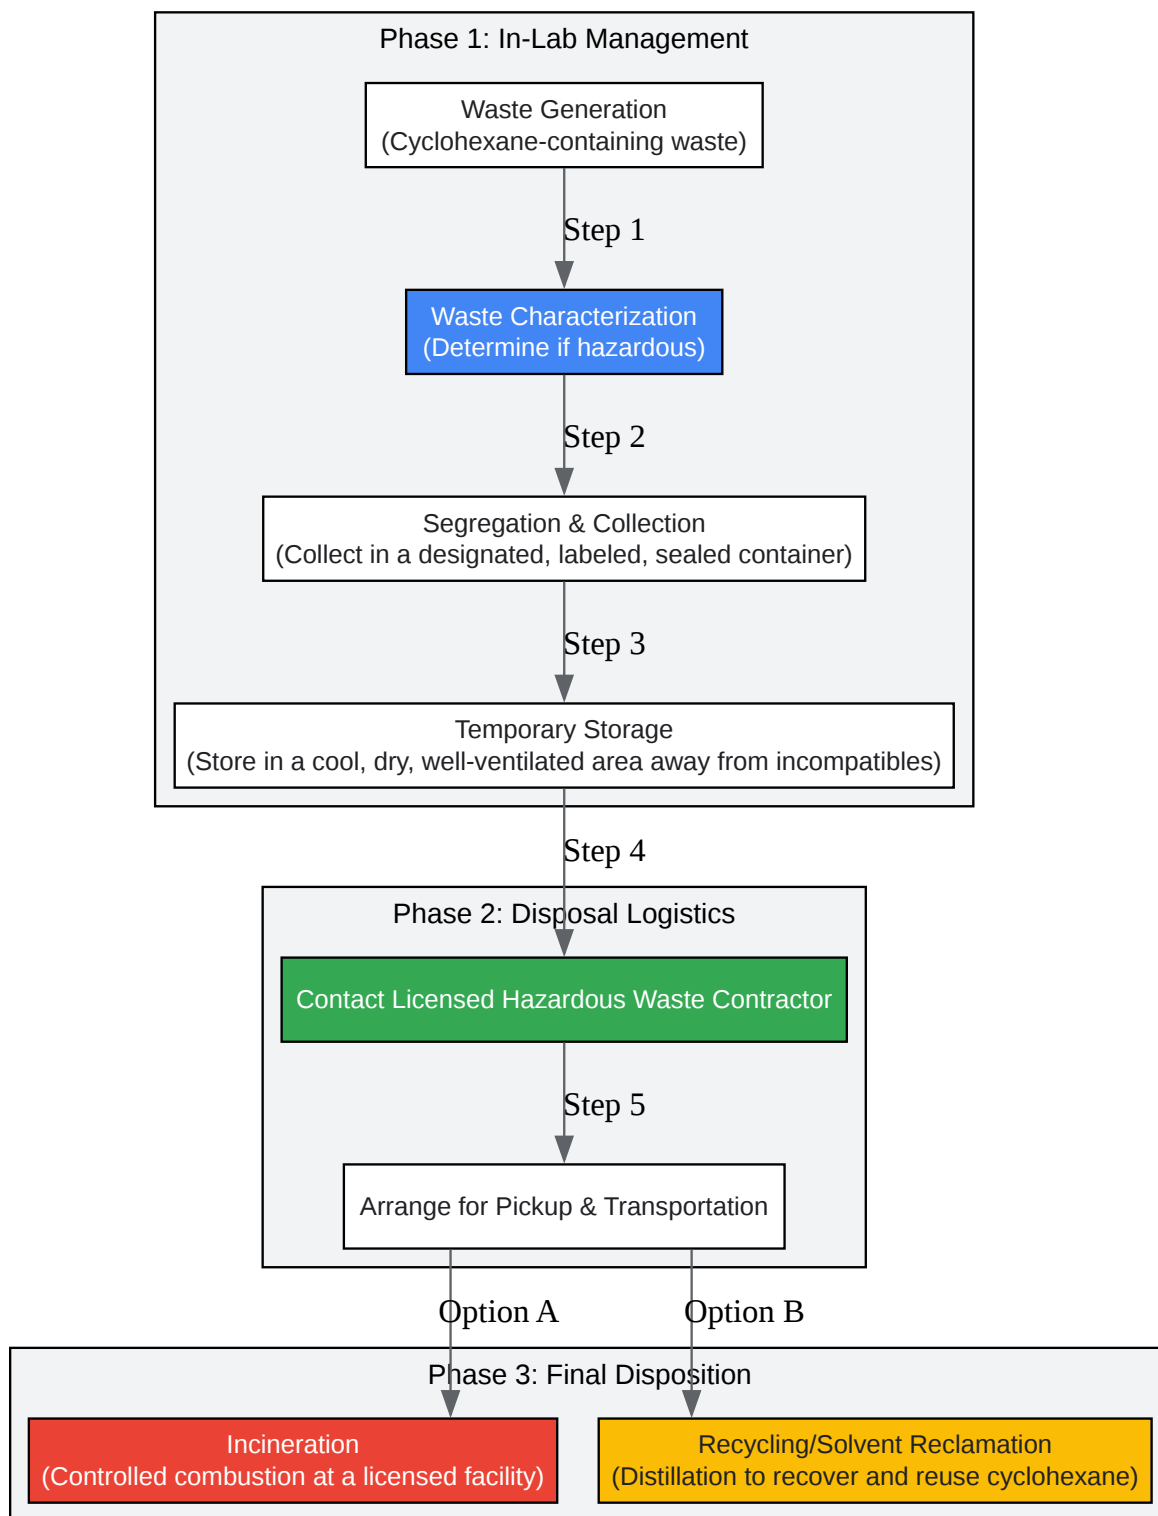 Phase 1: In-Lab Management
Waste Generation
(Cyclohexane-containing waste)
Step 1
Waste Characterization
(Determine if hazardous)
Step 2
Segregation & Collection
(Collect in a designated, labeled, sealed container)
Step 3
Temporary Storage
(Store in a cool, dry, well-ventilated area away from incompatibles)
Step 4
Phase 2: Disposal Logistics
Contact Licensed Hazardous Waste Contractor
Step 5
Arrange for Pickup & Transportation
Option A
Option B
Phase 3: Final Disposition
Incineration
(Controlled combustion at a licensed facility)
Recycling/Solvent Reclamation
(Distillation to recover and reuse cyclohexane)